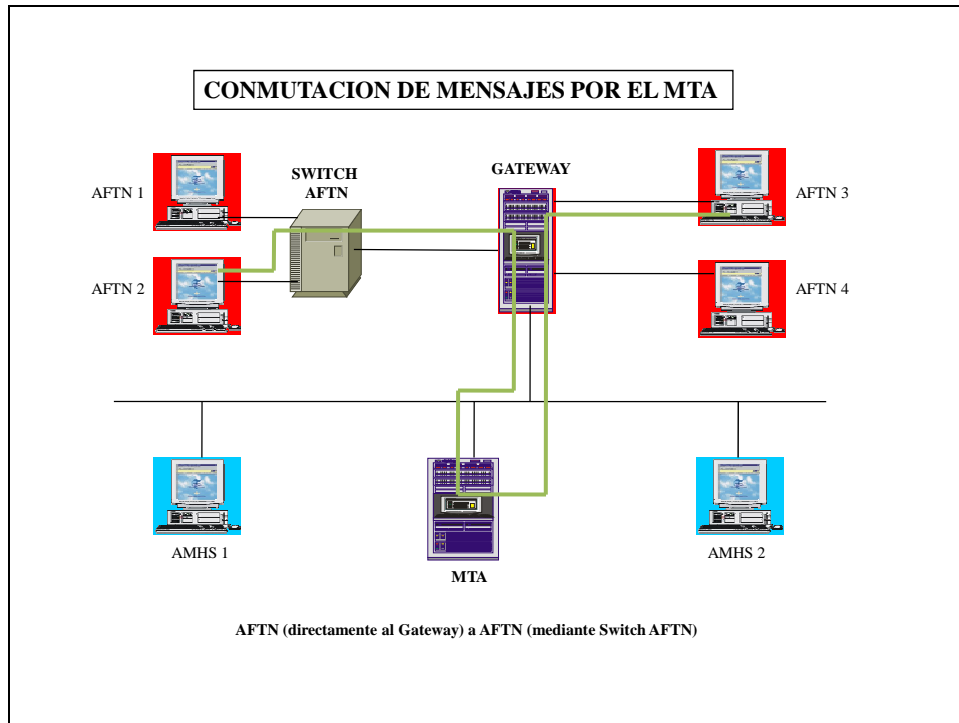 CONMUTACION DE MENSAJES POR EL MTA
AFTN 1
SWITCH
AFTN
GATEWAY
AFTN 3
AFTN 2
AFTN 4
AMHS 1
MTA
AMHS 2
AFTN (directamente al Gateway) a AFTN (mediante Switch AFTN)